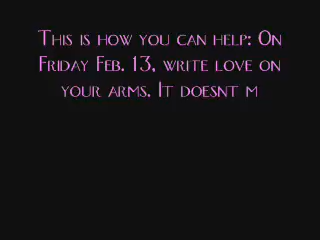 This is how you can help: On
Friday Feb. 13, write love on
your arms. It doesnt m